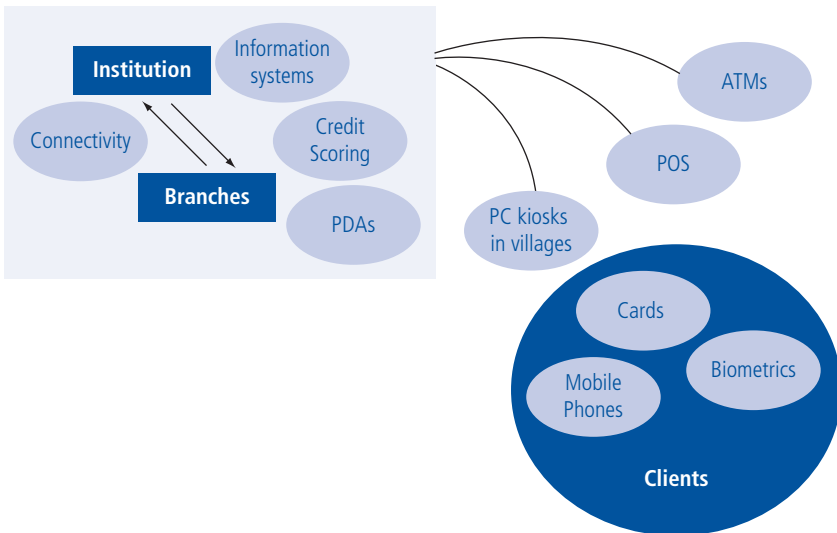 Information
systems
Institution
Connectivity
Credit
Scoring
Branches
PDAs
ATMs
POS
PC kiosks
in villages
Cards
Biometrics
Mobile
Phones
Clients